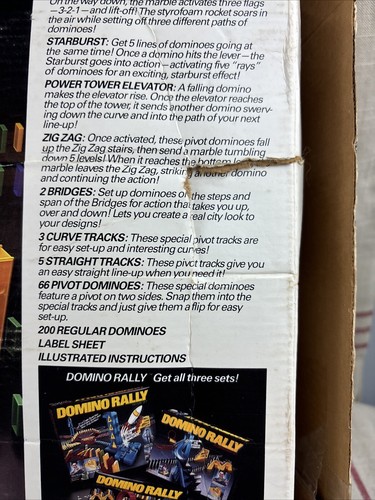 On the way down, the marble activates three flags
—3-2-1—and lift-off! The styrofoam rocket soars in
the air while setting off three different paths of
dominoes!
STARBURST: Get 5 lines of dominoes going at
the same time! Once a domino hits the lever—the
Starburst goes into action—activating five "rays"
of dominoes for an exciting, starburst effect!
POWER TOWER ELEVATOR: A falling domino
makes the elevator rise. Once the elevator reaches
the top of the tower, it sends another domino swerv-
ing down the curve and into the path of your next
line-up!
ZIG ZAG: Once activated, these pivot dominoes fall
up the Zig Zag stairs, then send a marble tumbling
down 5 levels! When it reaches the bottom
marble leaves the Zig Zag, striking another domino
and continuing the action!
2 BRIDGES: Set up dominoes on the steps and
span of the Bridges for action that takes you up,
over and down! Lets you create a real city look to
your designs!
3 CURVE TRACKS: These special pivot tracks are
for easy set-up and interesting curves!
5 STRAIGHT TRACKS: These pivot tracks give you
an easy straight line-up when you need it!
66 PIVOT DOMINOES: These special dominoes
feature a pivot on two sides. Snap them into the
special tracks and just give them a flip for easy
set-up.
200 REGULAR DOMINOES
LABEL SHEET
ILLUSTRATED INSTRUCTIONS
DOMINO RALLY Get all three sets!
DOMINO RALLY
DOMINO RALLY
DOMINO RALLY